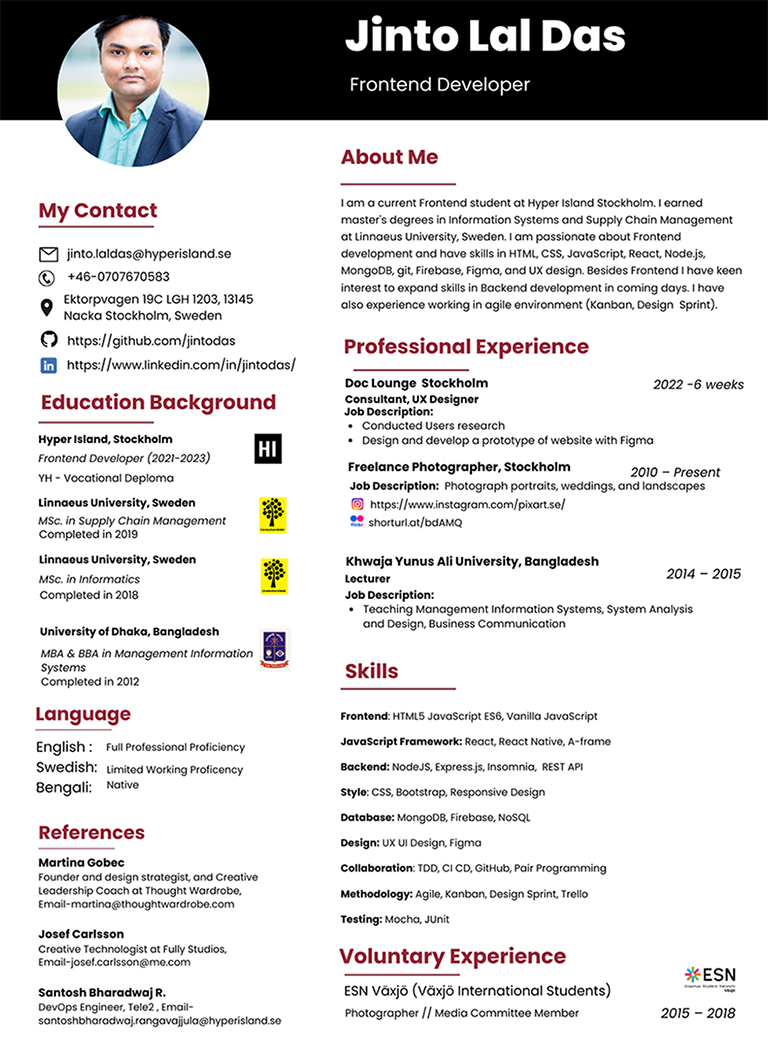 Jinto Lal Das
Frontend Developer
My Contact
jinto.laldas@hyperisland.se
+46-0707670583
Ektorpvagen 19C LGH 1203, 13145
Nacka Stockholm, Sweden
https://github.com/jintodas
in
https://www.linkedin.com/in/jintodas/
Education Background
Hyper Island, Stockholm
HI
Frontend Developer (2021-2023)
YH - Vocational Deploma
Linnaeus University, Sweden
MSc. in Supply Chain Management
Completed in 2019
Linnaeus University, Sweden
MSc. in Informatics
Completed in 2018
University of Dhaka, Bangladesh
MBA & BBA in Management Information
Systems
Completed in 2012
Language
English : Full Professional Proficiency
Swedish: Limited Working Proficency
Bengali: Native
References
Martina Gobec
Founder and design strategist, and Creative
Leadership Coach at Thought Wardrobe,
Email-martina@thoughtwardrobe.com
Josef Carlsson
Creative Technologist at Fully Studios,
Email-josef.carlsson@me.com
Santosh Bharadwaj R.
DevOps Engineer, Tele2 , Email-
santoshbharadwaj.rangavajjula@hyperisland.se
About Me
I am a current Frontend student at Hyper Island Stockholm. I earned
master's degrees in Information Systems and Supply Chain Management
at Linnaeus University, Sweden. I am passionate about Frontend
development and have skills in HTML, CSS, JavaScript, React, Node.js,
MongoDB, git, Firebase, Figma, and UX design. Besides Frontend I have keen
interest to expand skills in Backend development in coming days. I have
also experience working in agile environment (Kanban, Design Sprint).
Professional Experience
Doc Lounge Stockholm 2022 -6 weeks
Consultant, UX Designer
Job Description:
• Conducted Users research
• Design and develop a prototype of website with Figma
Freelance Photographer, Stockholm 2010 – Present
Job Description: Photograph portraits, weddings, and landscapes
https://www.instagram.com/pixart.se/
flickr shorturl.at/bdAMQ
Khwaja Yunus Ali University, Bangladesh 2014 – 2015
Lecturer
Job Description:
• Teaching Management Information Systems, System Analysis
and Design, Business Communication
Skills
Frontend: HTML5 JavaScript ES6, Vanilla JavaScript
JavaScript Framework: React, React Native, A-frame
Backend: NodeJS, Express.js, Insomnia, REST API
Style: CSS, Bootstrap, Responsive Design
Database: MongoDB, Firebase, NoSQL
Design: UX UI Design, Figma
Collaboration: TDD, CI CD, GitHub, Pair Programming
Methodology: Agile, Kanban, Design Sprint, Trello
Testing: Mocha, JUnit
Voluntary Experience
ESN
Erasmus Student Network
växjö
ESN Växjö (Växjö International Students)
Photographer // Media Committee Member 2015 – 2018